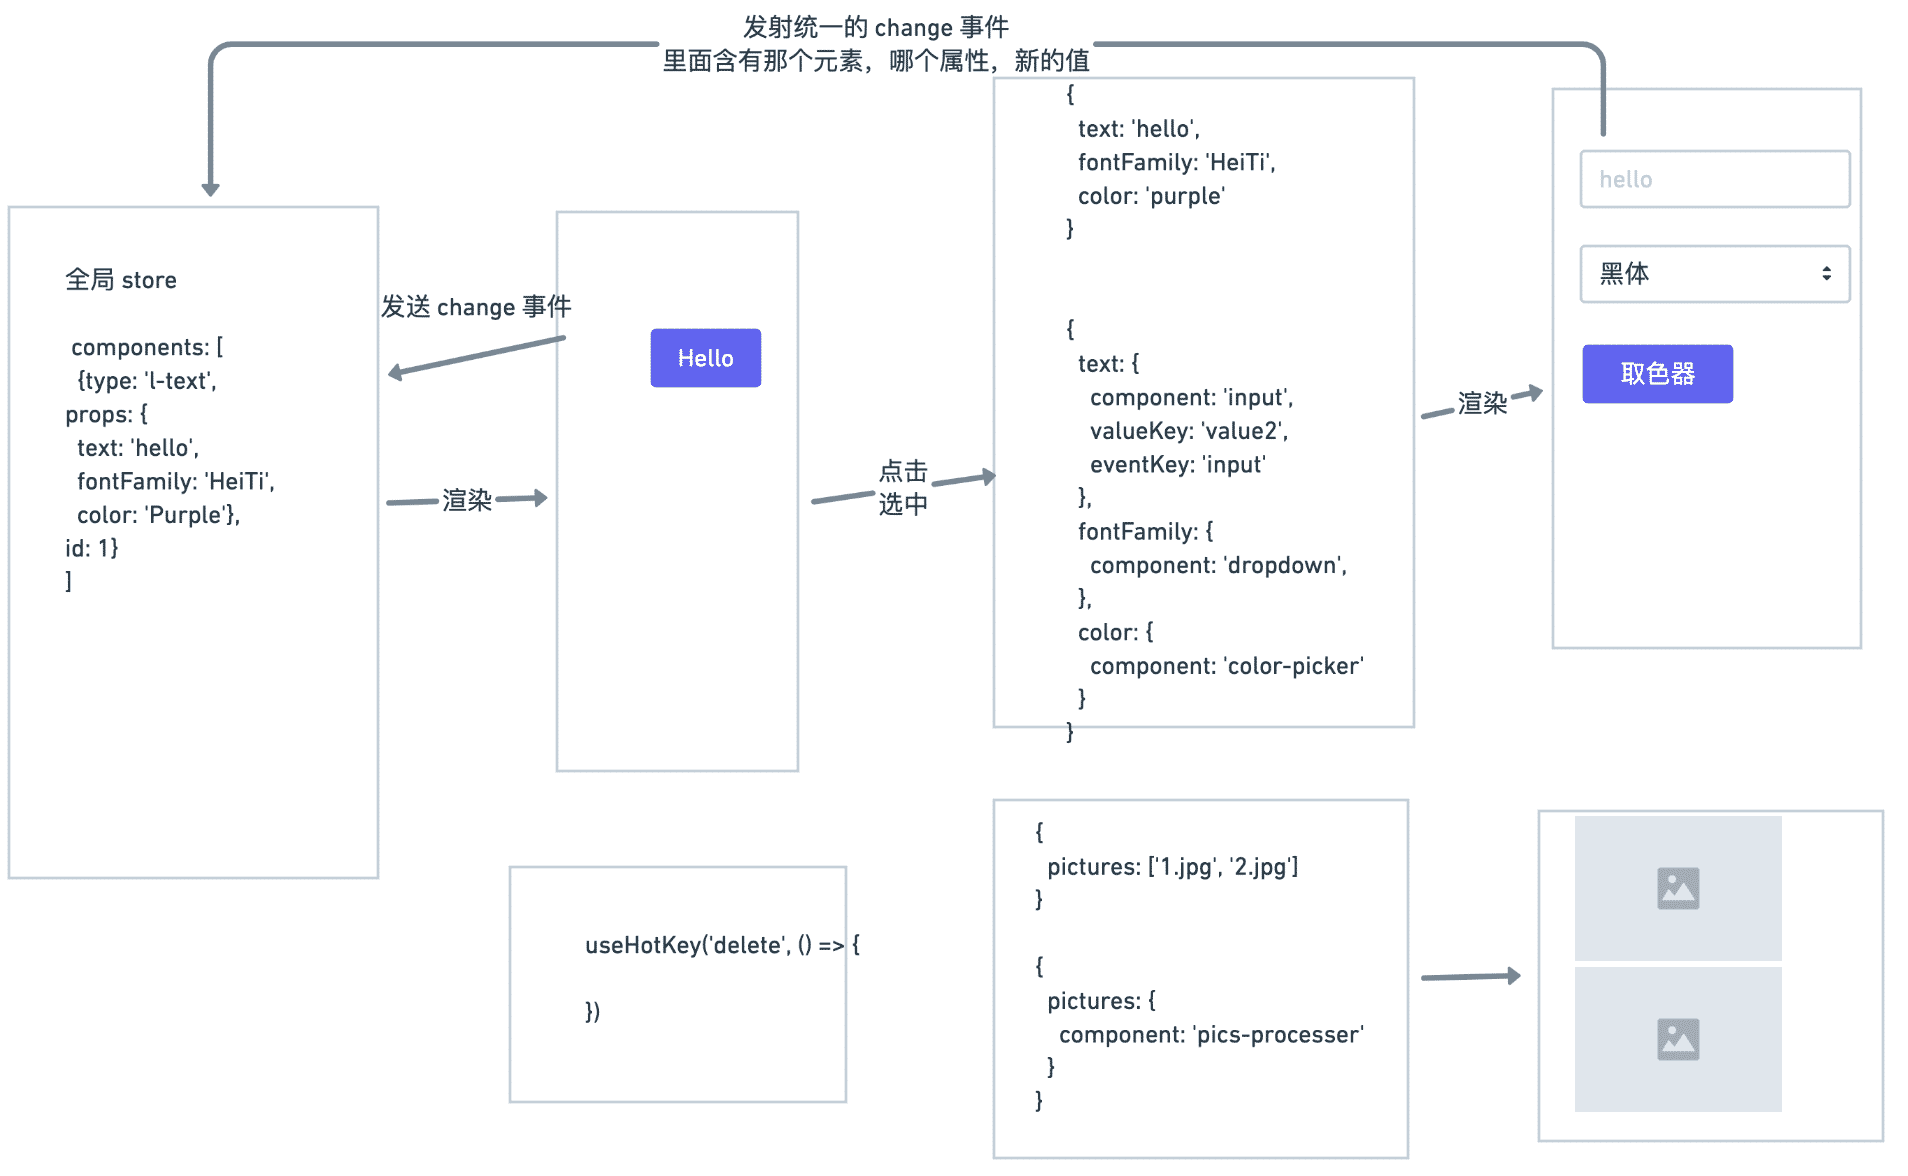 发射统一的 change 事件
里面含有那个元素，哪个属性，新的值
全局 store
components: [
{type: 'l-text',
props: {
text: 'hello',
fontFamily: 'HeiTi',
color: 'Purple'},
id: 1}
]
发送 change 事件
渲染
Hello
点击
选中
{
text: 'hello',
fontFamily: 'HeiTi',
color: 'purple'
}
{
text: {
component: 'input',
valueKey: 'value2',
eventKey: 'input'
},
fontFamily: {
component: 'dropdown',
},
color: {
component: 'color-picker'
}
}
渲染
hello
黑体
取色器
useHotKey('delete', () => {
})
{
pictures: ['1.jpg', '2.jpg']
}
{
pictures: {
component: 'pics-processer'
}
}